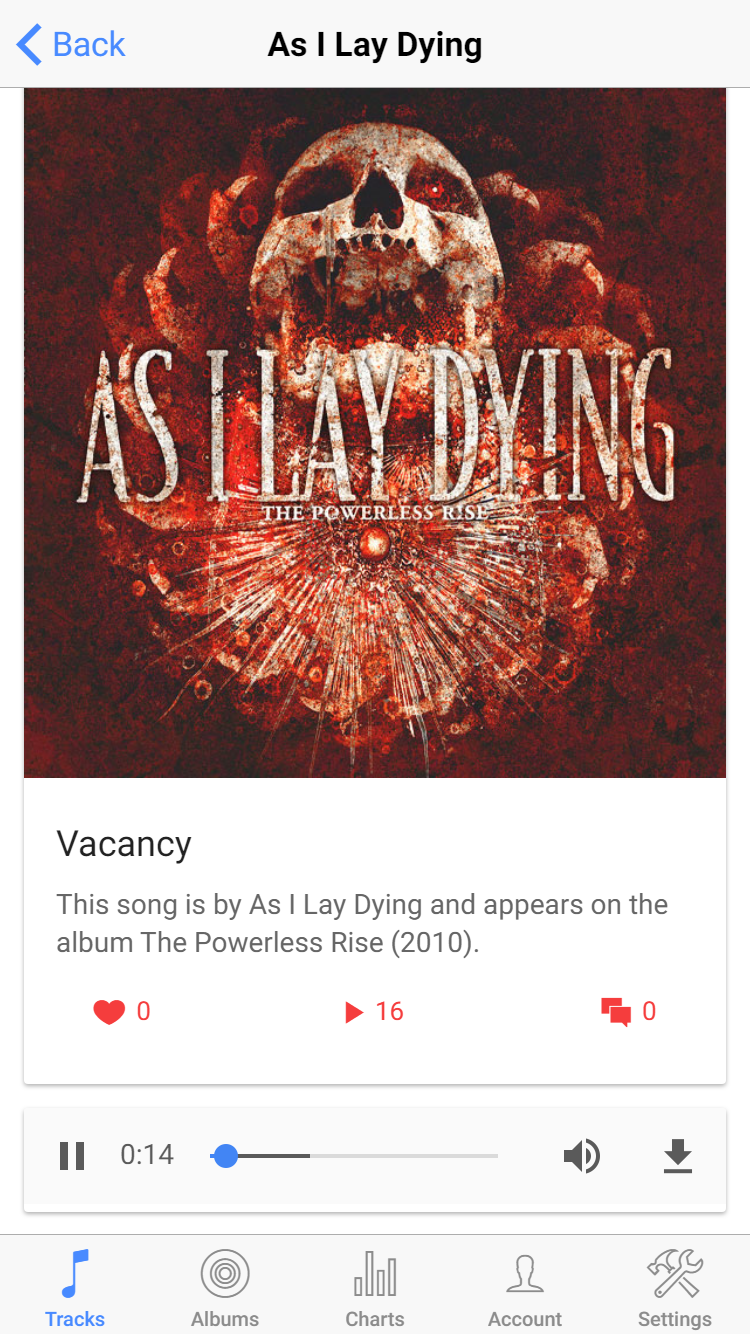 Back
As I Lay Dying
AS I LAY DYING
THE POWERLESS RISE
Vacancy
This song is by As I Lay Dying and appears on the
album The Powerless Rise (2010).
0 16 0
0:14
Tracks Albums Charts Account Settings